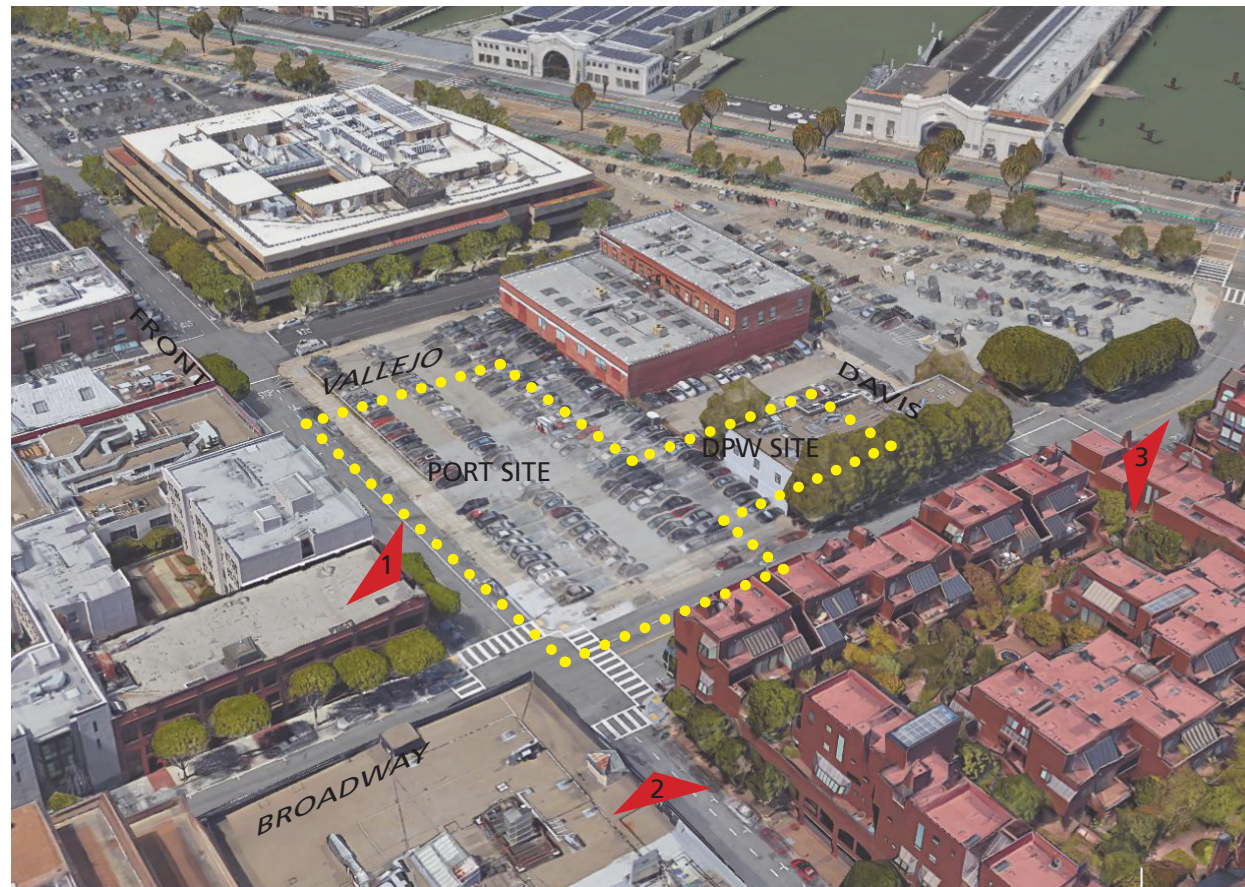 FRONT
VALLEJO
DAVIS
PORT SITE
DPW SITE
3
1
BROADWAY
2